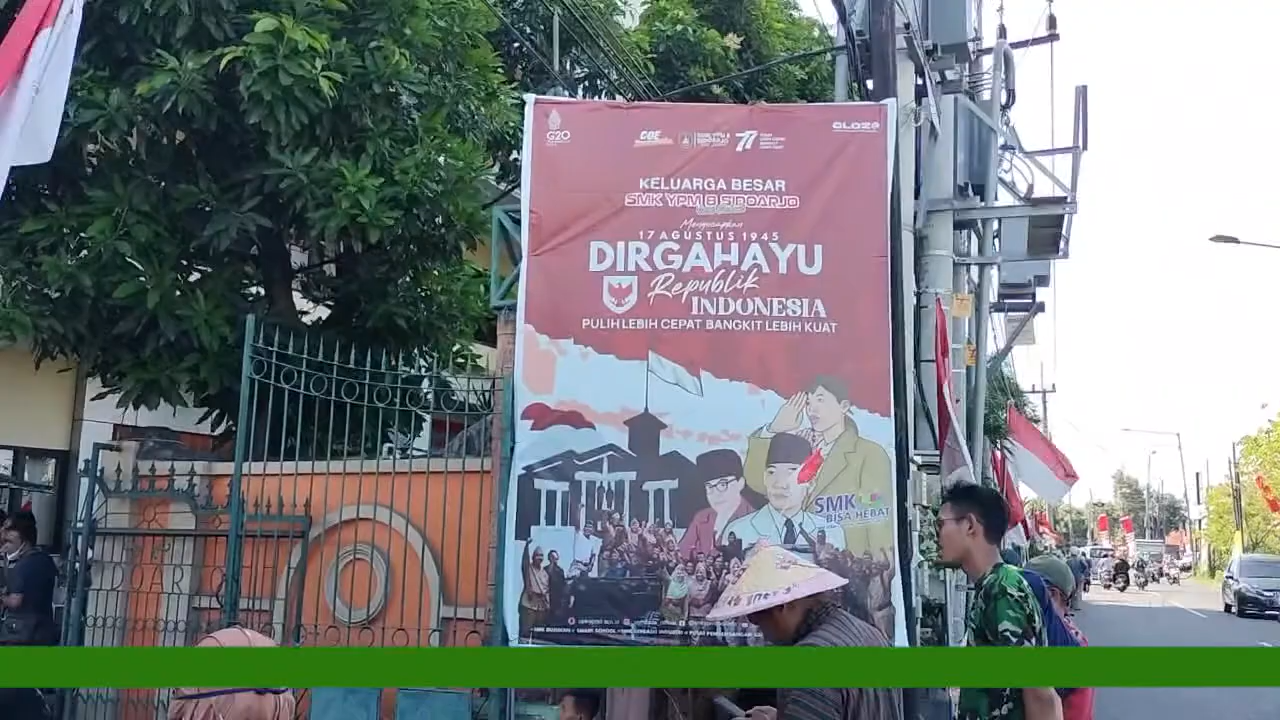 G20
COE
77
KELUARGA BESAR
SMK YPM 8 SIDOARJO
Mengucapkan
17 AGUSTUS 1945
DIRGAHAYU
Republik
INDONESIA
PULIH LEBIH CEPAT BANGKIT LEBIH KUAT
SMK
BISA HEBAT